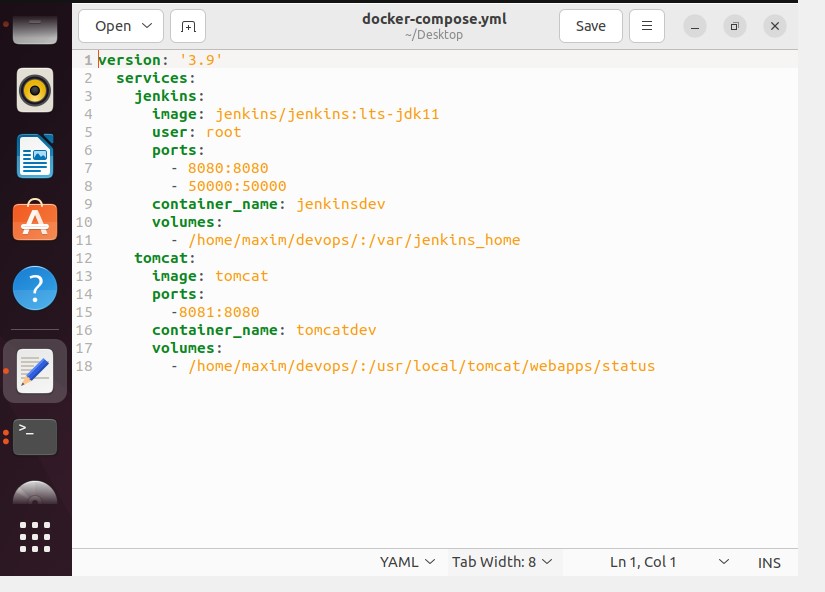 Open
docker-compose.yml
~/Desktop
Save
1 version: '3.9'
2   services:
3     jenkins:
4       image: jenkins/jenkins:lts-jdk11
5       user: root
6       ports:
7         - 8080:8080
8         - 50000:50000
9       container_name: jenkinsdev
10       volumes:
11         - /home/maxim/devops/:/var/jenkins_home
12     tomcat:
13       image: tomcat
14       ports:
15         -8081:8080
16       container_name: tomcatdev
17       volumes:
18         - /home/maxim/devops/:/usr/local/tomcat/webapps/status
>_
?
YAML Tab Width: 8 Ln 1, Col 1 INS